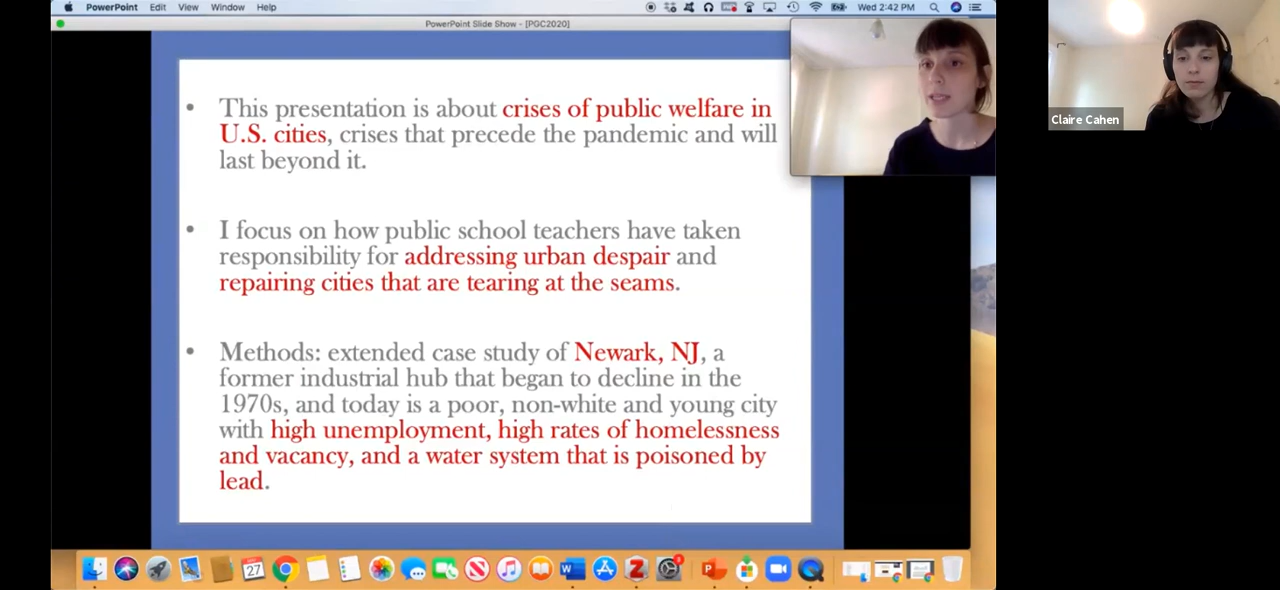 PowerPoint Edit View Window Help
Wed 2:42 PM
PowerPoint Slide Show - [PGC2020]
• This presentation is about crises of public welfare in
U.S. cities, crises that precede the pandemic and will
last beyond it.
• I focus on how public school teachers have taken
responsibility for addressing urban despair and
repairing cities that are tearing at the seams.
• Methods: extended case study of Newark, NJ, a
former industrial hub that began to decline in the
1970s, and today is a poor, non-white and young city
with high unemployment, high rates of homelessness
and vacancy, and a water system that is poisoned by
lead.
Claire Cahen
27
W
Z
P